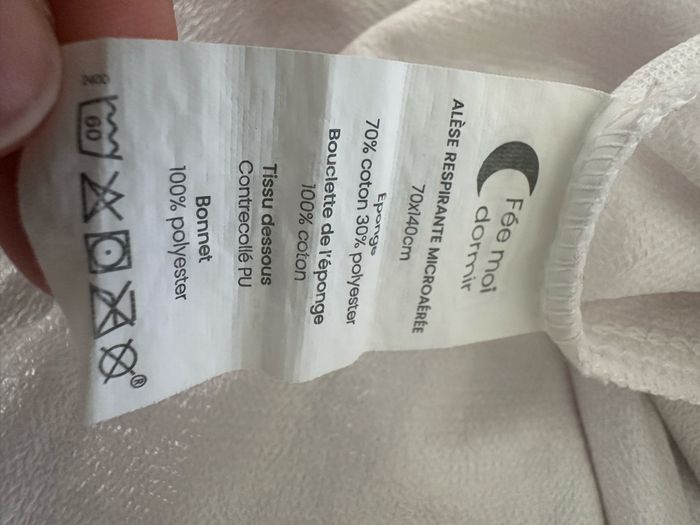 Fée moi
dormir
ALÈSE RESPIRANTE MICROAÉRÉE
70x140cm
Eponge
70% coton 30% polyester
Bouclette de l'éponge
100% coton
Tissu dessous
Contrecollé PU
Bonnet
100% polyester
60
®
2400